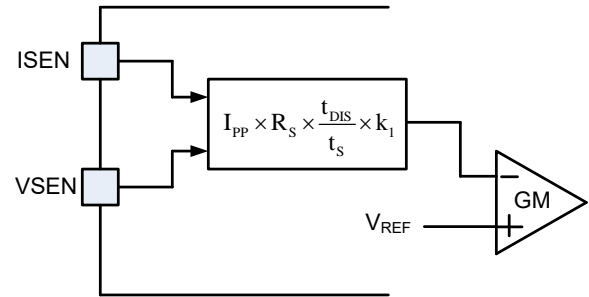 ISEN
I_PP × R_S × t_DIS/t_S × k_1
VSEN
GM
V_REF